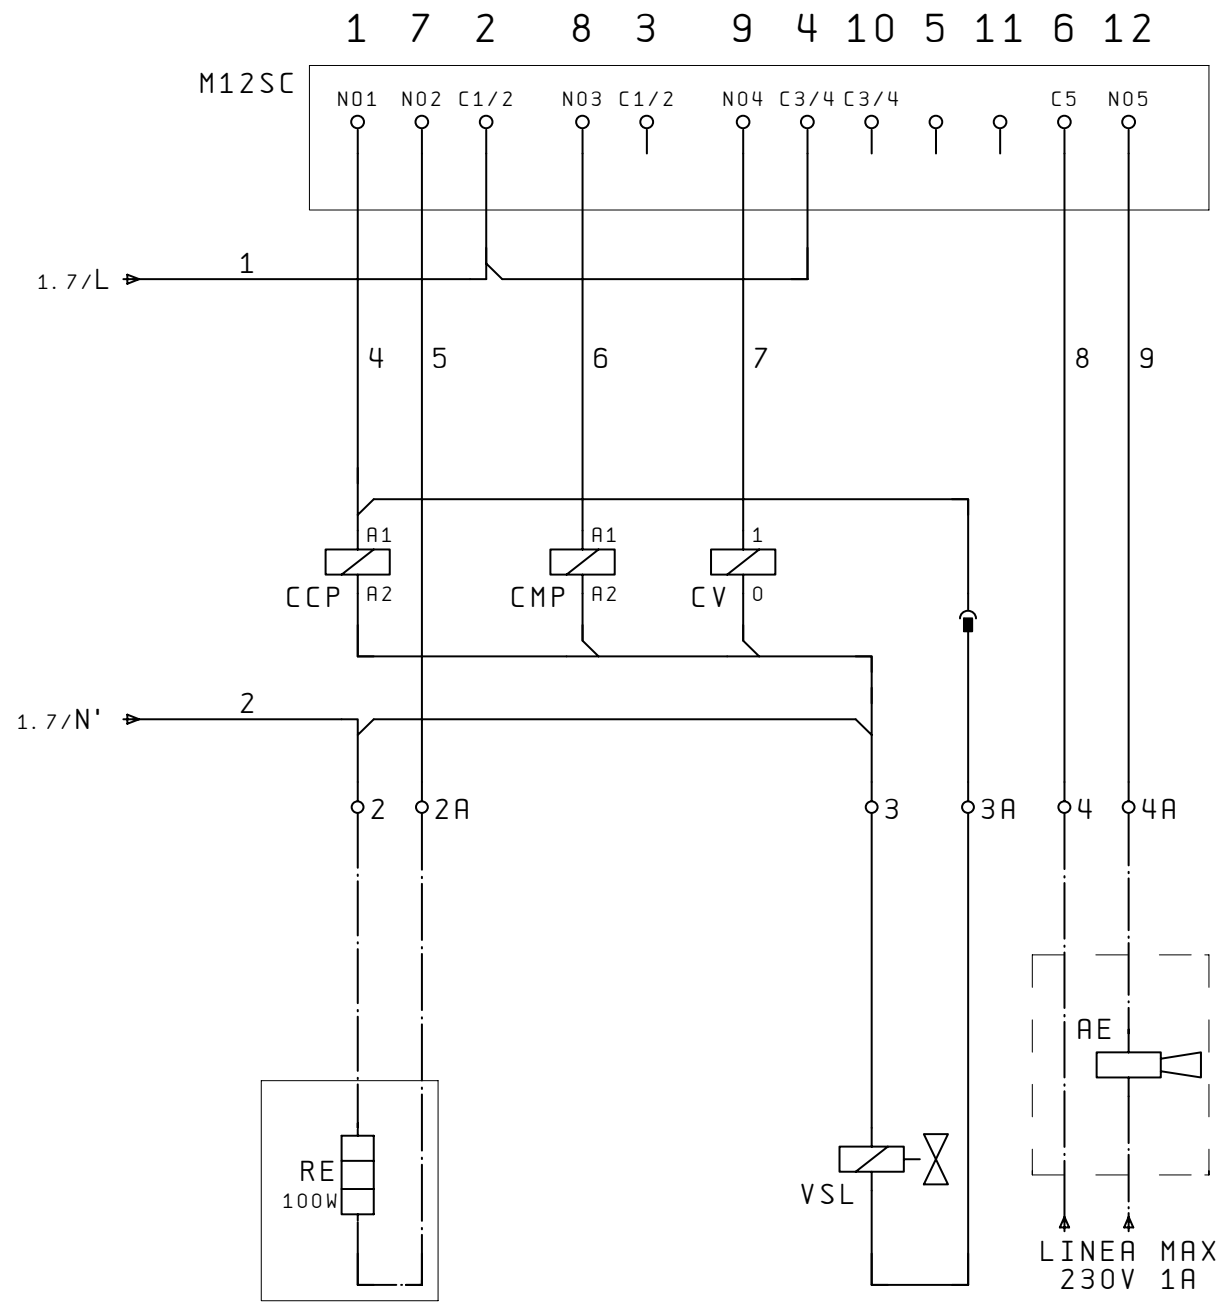 1 7 2 8 3 9 4 10 5 11 6 12
M12SC
NO1 NO2 C1/2 NO3 C1/2 NO4 C3/4 C3/4 C5 NO5
1.7/L 1
4 5 6 7 8 9
A1 A1 1
CCP A2 CMP A2 CV 0
1.7/N' 2
2 2A 3 3A 4 4A
AE
RE
100W
VSL
LINEA MAX
230V 1A